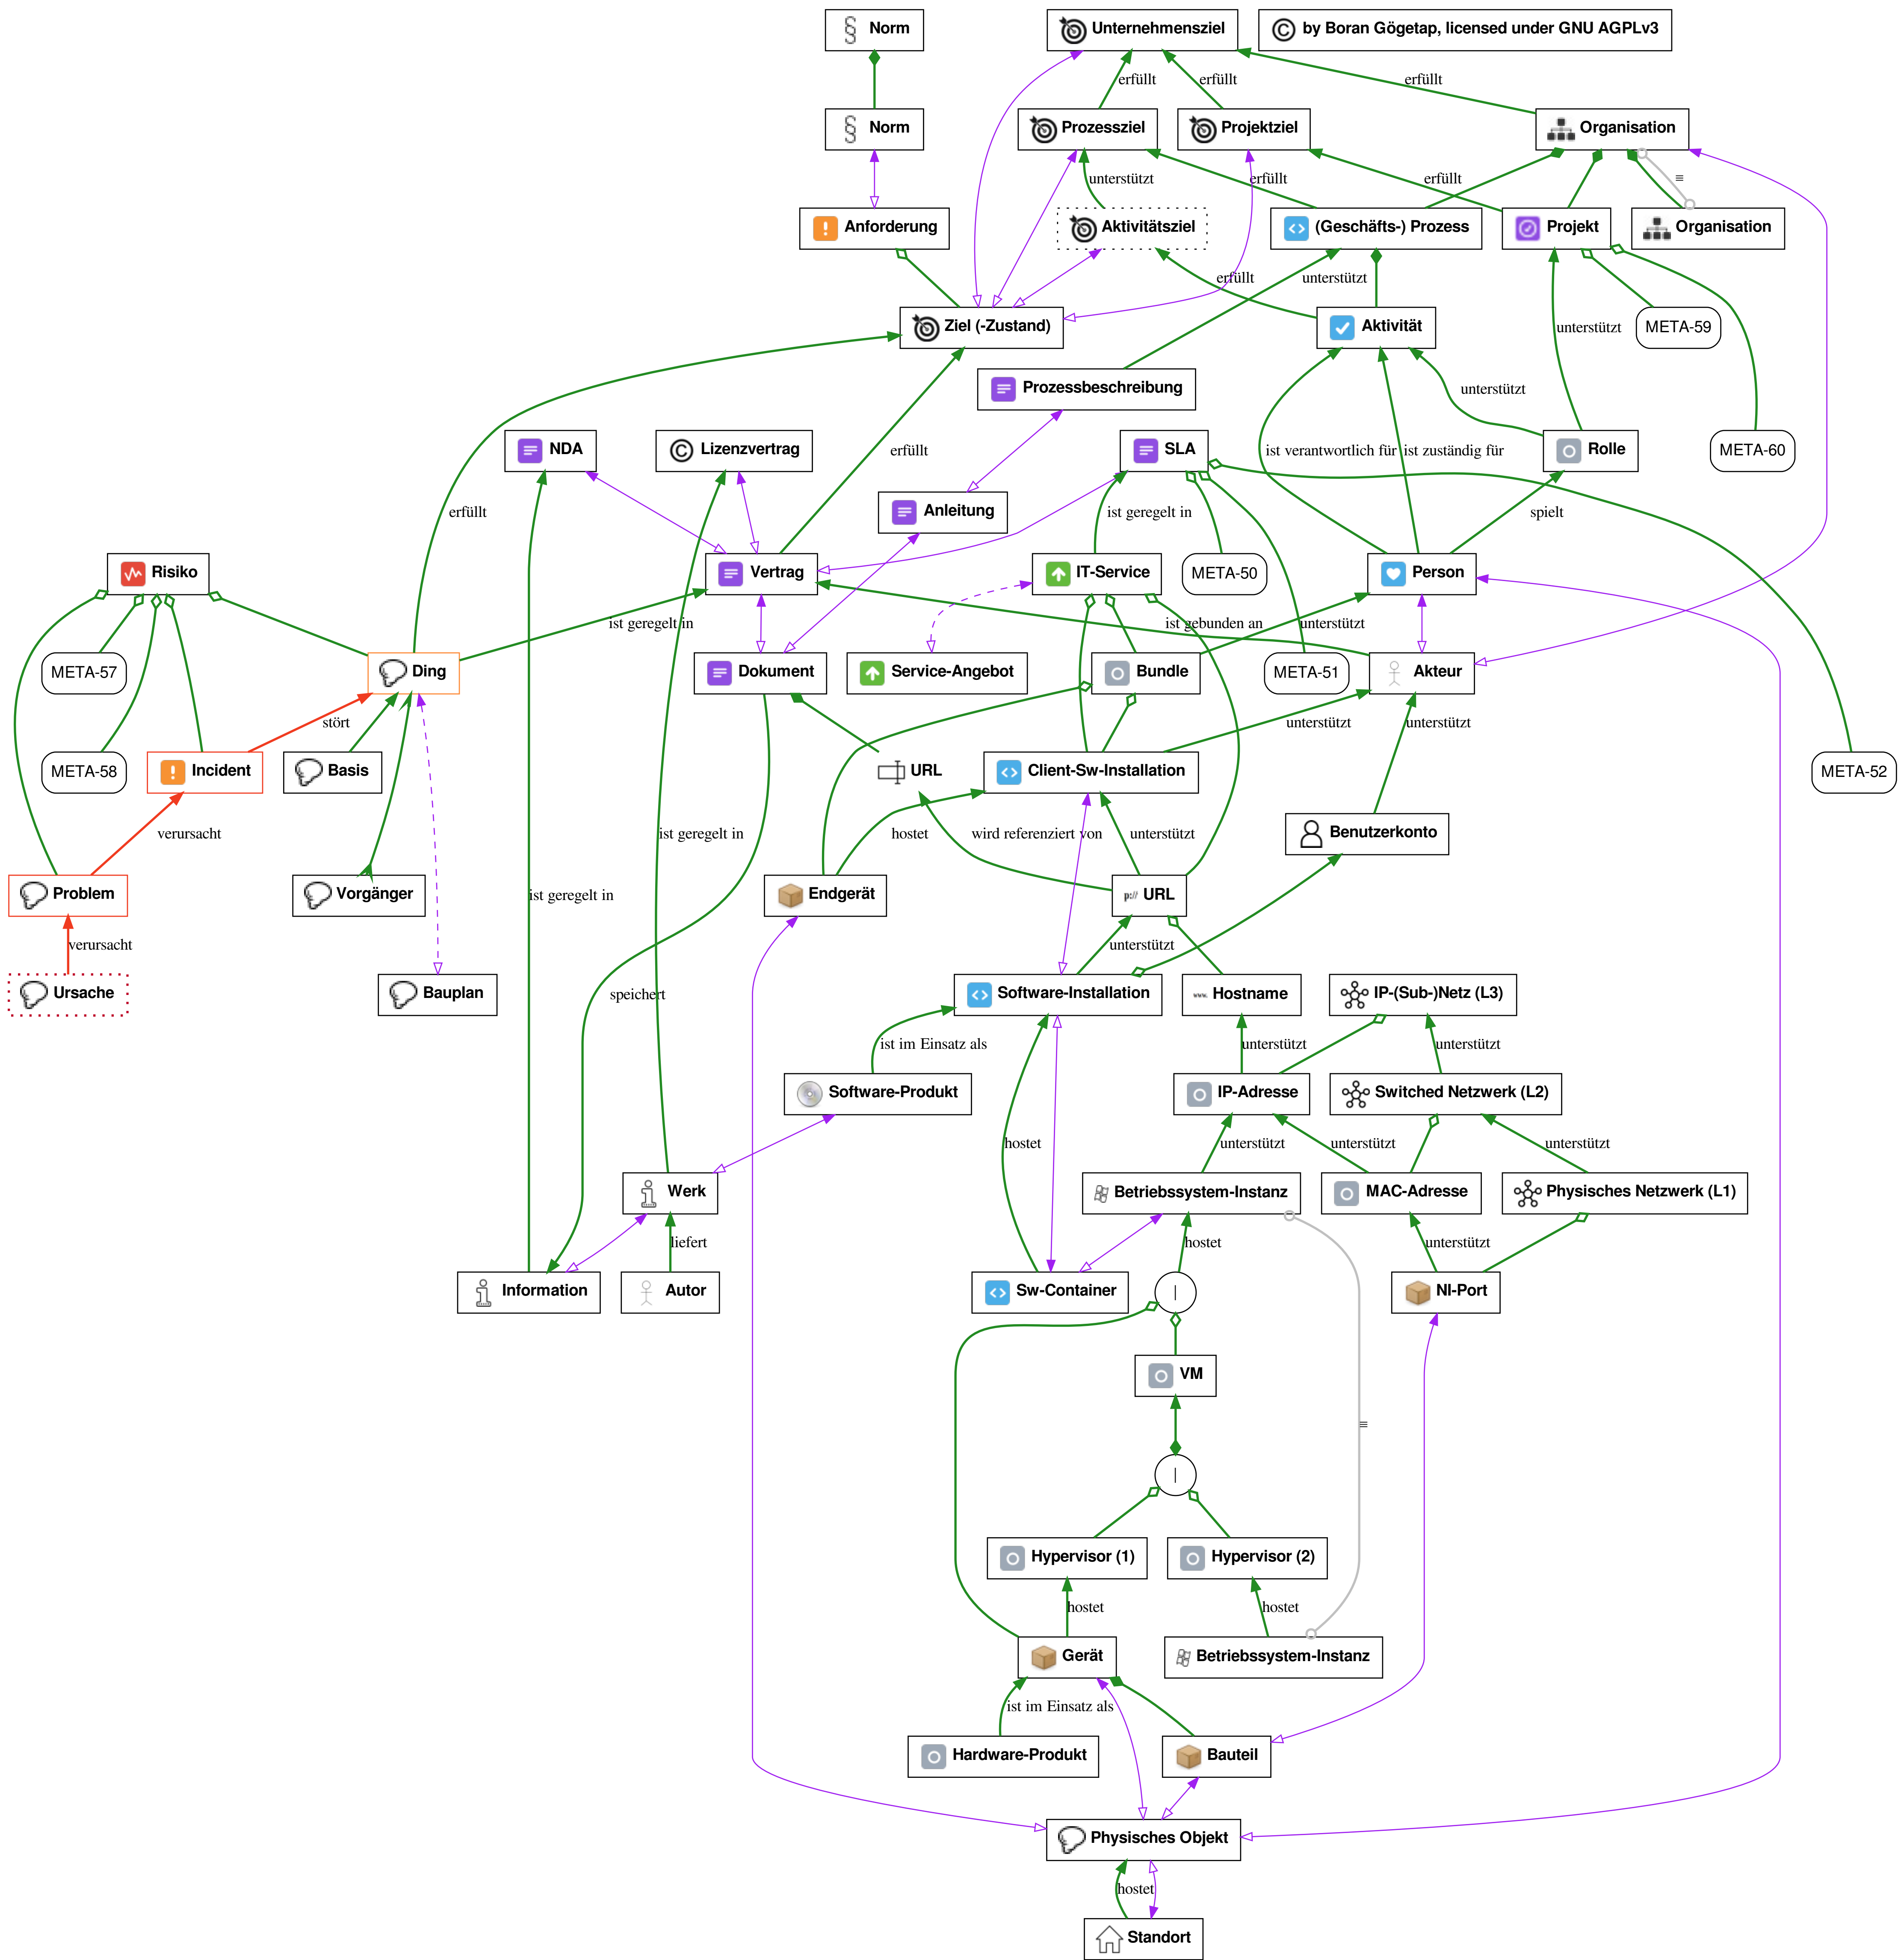 Norm
Unternehmensziel
© by Boran Gögetap, licensed under GNU AGPLv3
erfüllt
erfüllt
erfüllt
Norm
Prozessziel
Projektziel
Organisation
unterstützt
erfüllt
erfüllt
≡
Anforderung
Aktivitätsziel
(Geschäfts-) Prozess
Projekt
Organisation
erfüllt
unterstützt
Ziel (-Zustand)
Aktivität
unterstützt
META-59
Prozessbeschreibung
unterstützt
NDA
Lizenzvertrag
erfüllt
SLA
ist verantwortlich für
ist zuständig für
Rolle
META-60
erfüllt
Anleitung
ist geregelt in
spielt
Risiko
Vertrag
IT-Service
META-50
Person
ist geregelt in
ist gebunden an
unterstützt
META-57
Ding
Dokument
Service-Angebot
Bundle
META-51
Akteur
stört
unterstützt
unterstützt
META-58
Incident
Basis
URL
Client-Sw-Installation
META-52
verursacht
ist geregelt in
hostet
wird referenziert von
unterstützt
Benutzerkonto
Problem
Vorgänger
ist geregelt in
Endgerät
p:// URL
verursacht
unterstützt
Ursache
Bauplan
speichert
Software-Installation
www. Hostname
IP-(Sub-)Netz (L3)
ist im Einsatz als
unterstützt
unterstützt
Software-Produkt
IP-Adresse
Switched Netzwerk (L2)
hostet
unterstützt
unterstützt
unterstützt
Werk
Betriebssystem-Instanz
MAC-Adresse
Physisches Netzwerk (L1)
liefert
hostet
unterstützt
Information
Autor
Sw-Container
|
NI-Port
VM
≡
|
Hypervisor (1)
Hypervisor (2)
hostet
hostet
Gerät
Betriebssystem-Instanz
ist im Einsatz als
Hardware-Produkt
Bauteil
Physisches Objekt
hostet
Standort